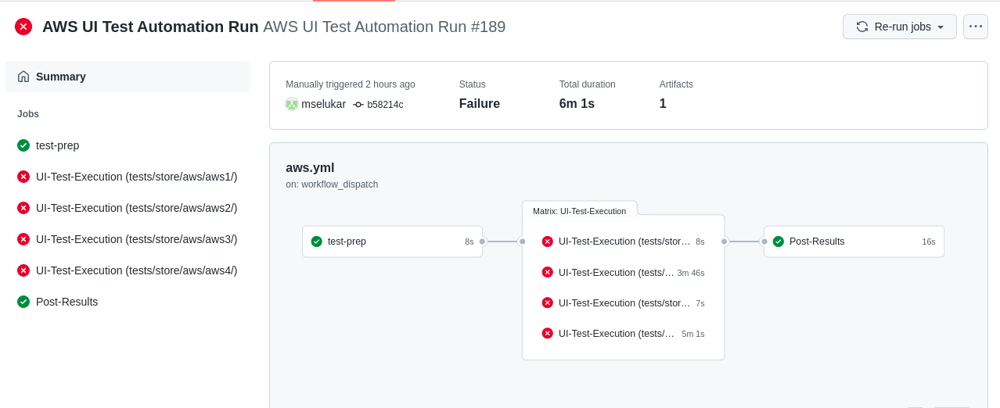 AWS UI Test Automation Run AWS UI Test Automation Run #189
Re-run jobs
Summary
Jobs
test-prep
UI-Test-Execution (tests/store/aws/aws1/)
UI-Test-Execution (tests/store/aws/aws2/)
UI-Test-Execution (tests/store/aws/aws3/)
UI-Test-Execution (tests/store/aws/aws4/)
Post-Results
Manually triggered 2 hours ago
mselukar b58214c
Status
Failure
Total duration
6m 1s
Artifacts
1
aws.yml
on: workflow_dispatch
test-prep 8s
Matrix: UI-Test-Execution
UI-Test-Execution (tests/stor... 8s
UI-Test-Execution (tests/... 3m 46s
UI-Test-Execution (tests/stor... 7s
UI-Test-Execution (tests/... 5m 1s
Post-Results 16s